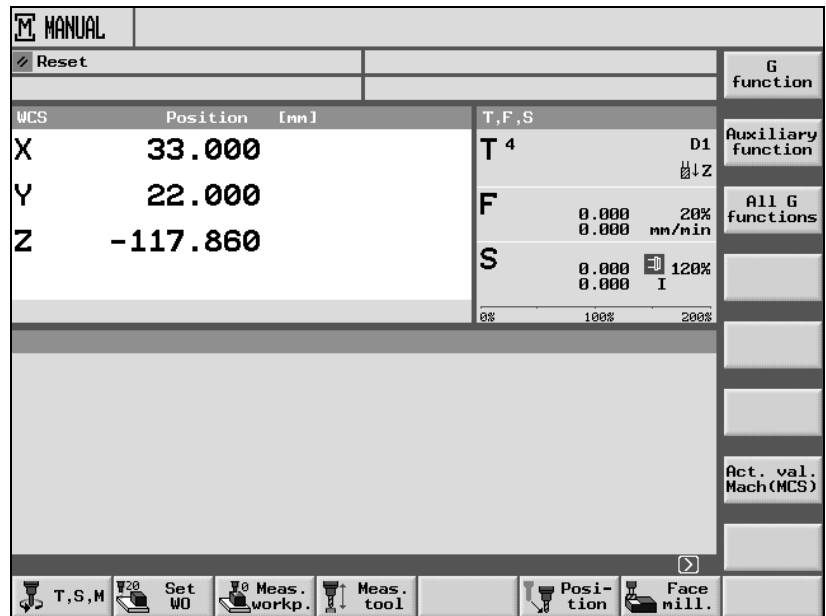 M MANUAL
Reset
G
function
WCS Position [mm]
T,F,S
X 33.000
Y 22.000
Z -117.860
T 4 D1
Z
F 0.000 20%
0.000 mm/min
S 0.000 120%
0.000 I
0% 100% 200%
Auxiliary
function
All G
functions
Act. val.
Mach(MCS)
T,S,M
20
Set
WO
0
Meas.
workp.
Meas.
tool
Posi-
tion
Face
mill.